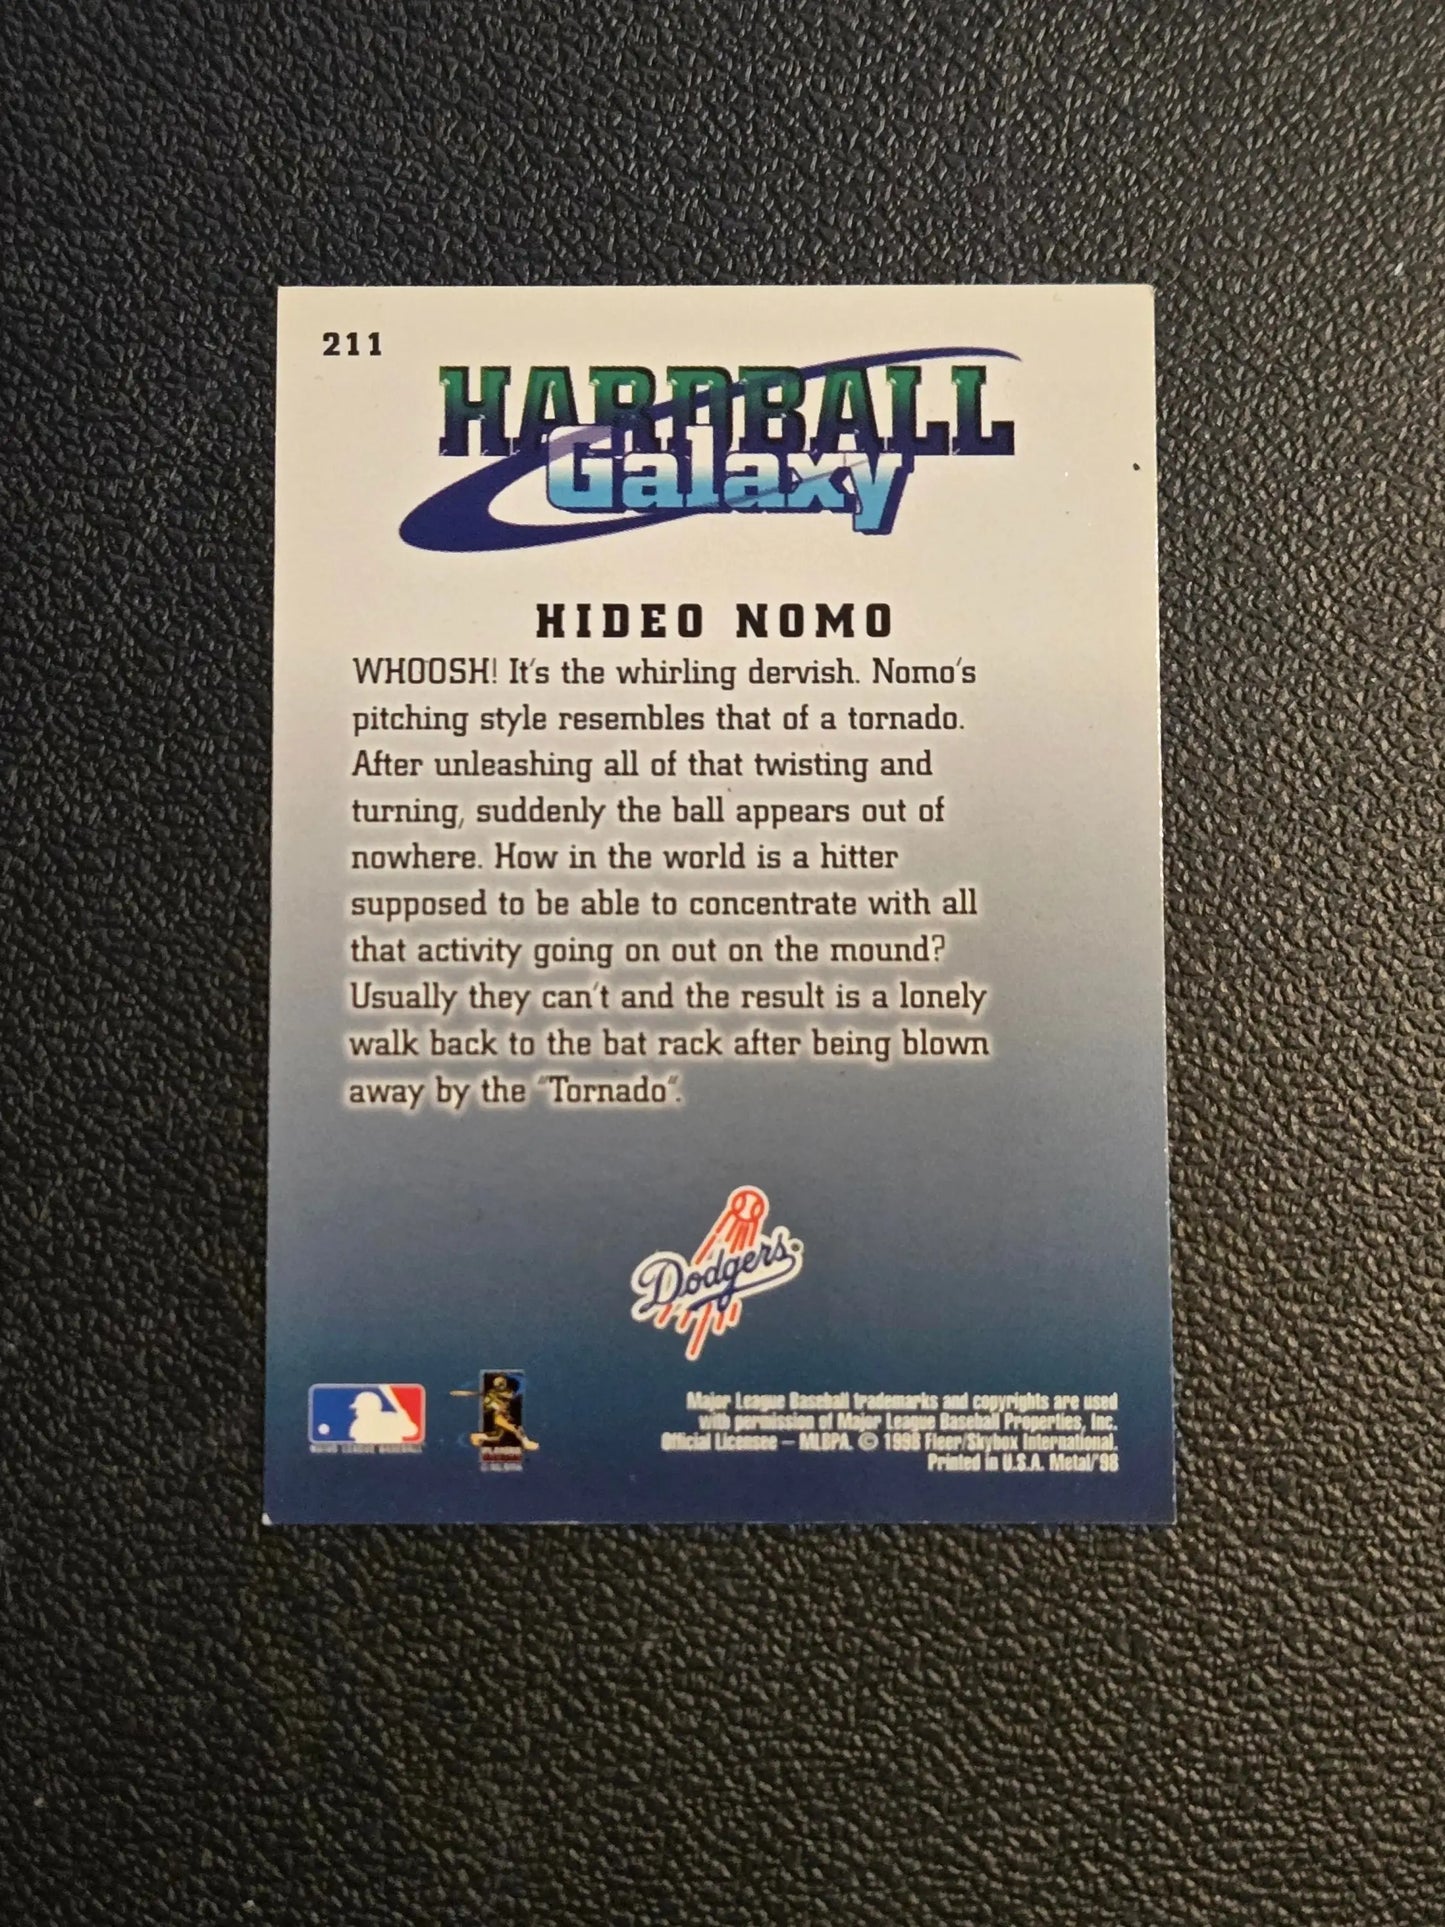 211
HARDBALL
Galaxy
HIDEO NOMO
WHOOSH! It's the whirling dervish. Nomo's
pitching style resembles that of a tornado.
After unleashing all of that twisting and
turning, suddenly the ball appears out of
nowhere. How in the world is a hitter
supposed to be able to concentrate with all
that activity going on out on the mound?
Usually they can't and the result is a lonely
walk back to the bat rack after being blown
away by the "Tornado".
Dodgers
Major League Baseball trademarks and copyrights are used
with permission of Major League Baseball Properties, Inc.
Official Licensee – MLBPA. © 1998 Fleer/Skybox International.
Printed in U.S.A. Metal/'98
MAJOR LEAGUE BASEBALL
PLAYERS